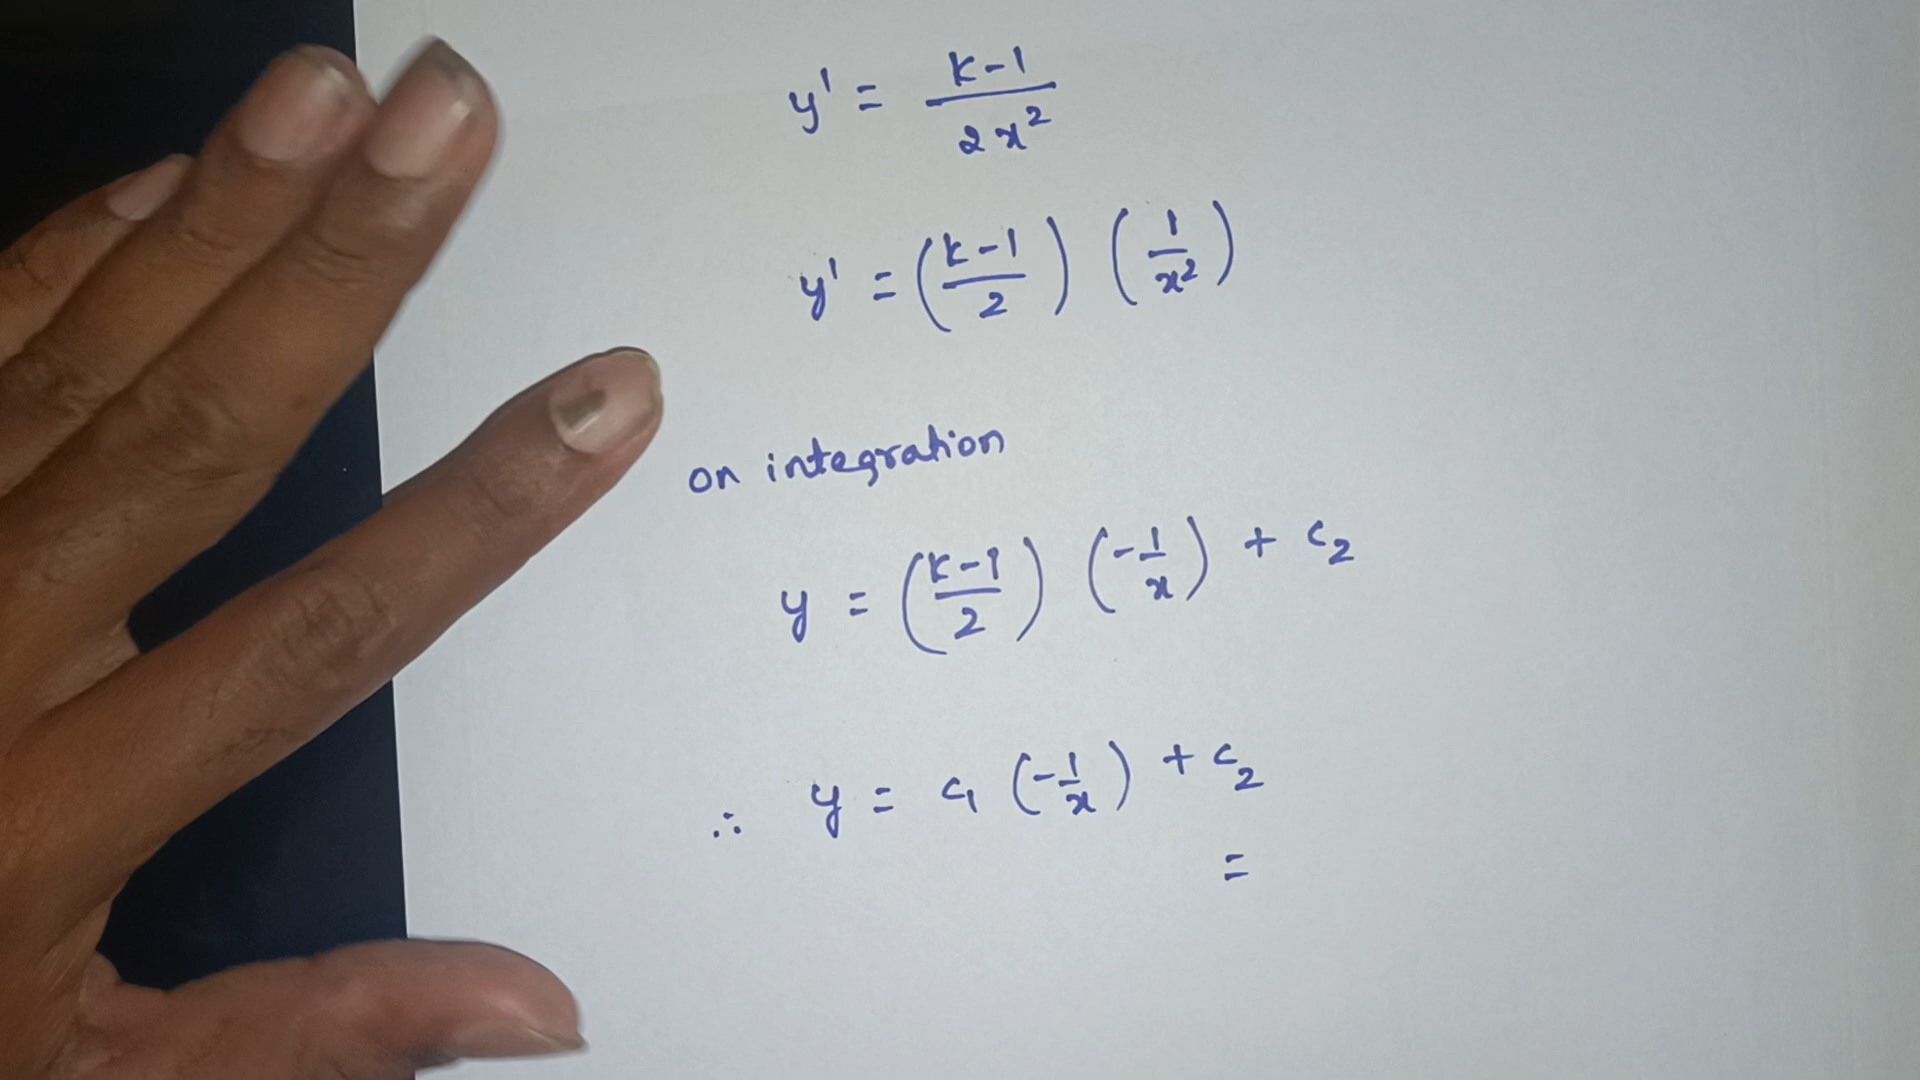 y' = k-1 / 2x²
y' = (k-1 / 2) (1 / x²)
on integration
y = (k-1 / 2) (-1/x) + c₂
∴ y = c₁ (-1/x) + c₂
=